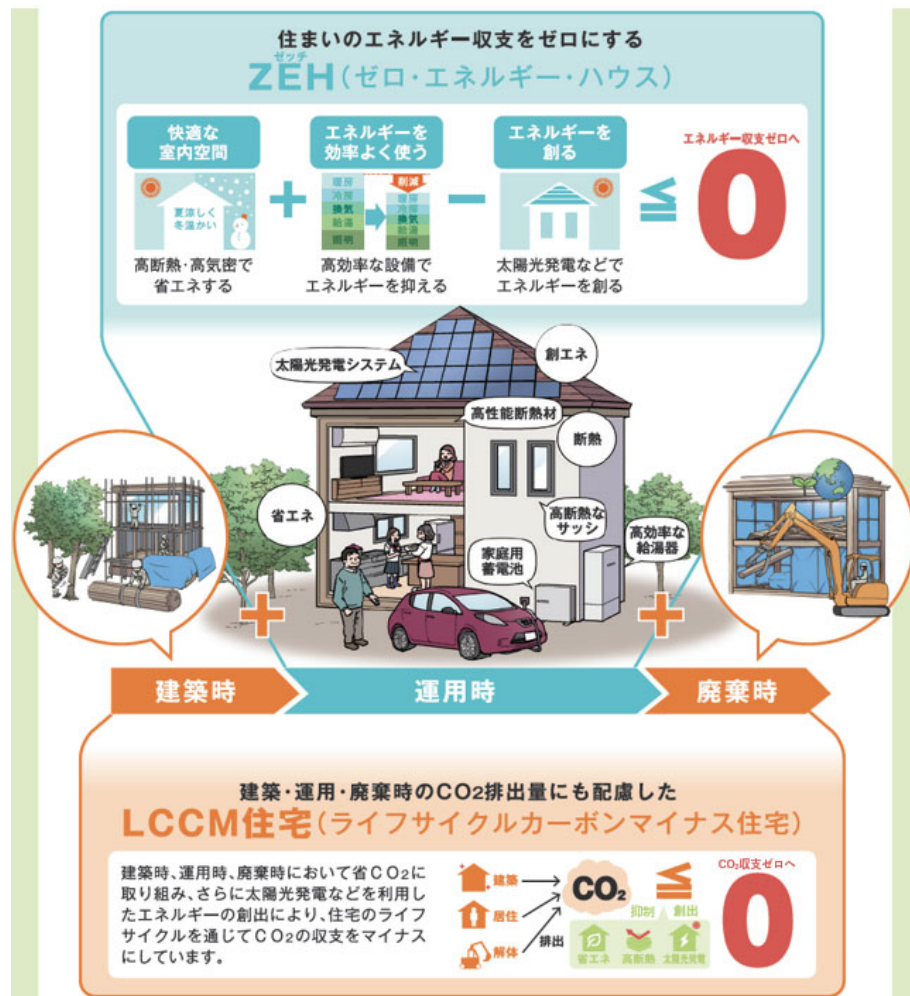 住まいのエネルギー収支をゼロにする
ゼッチ
ZEH(ゼロ・エネルギー・ハウス)
快適な
室内空間
夏涼しく
冬温かい
高断熱・高気密で
省エネする
+
エネルギーを
効率よく使う
暖房
冷房
換気
給湯
照明
削減
暖房
冷房
換気
給湯
照明
高効率な設備で
エネルギーを抑える
−
エネルギーを
創る
太陽光発電などで
エネルギーを創る
≦
エネルギー収支ゼロへ
0
太陽光発電システム
創エネ
高性能断熱材
断熱
省エネ
高断熱な
サッシ
家庭用
蓄電池
高効率な
給湯器
+
+
建築時
運用時
廃棄時
建築・運用・廃棄時のCO2排出量にも配慮した
LCCM住宅(ライフサイクルカーボンマイナス住宅)
建築時、運用時、廃棄時において省CO2に
取り組み、さらに太陽光発電などを利用し
たエネルギーの創出により、住宅のライフ
サイクルを通じてCO2の収支をマイナス
にしています。
建築
居住
解体
排出
CO2
≦
抑制
創出
省エネ
高断熱
太陽光発電
CO2収支ゼロへ
0